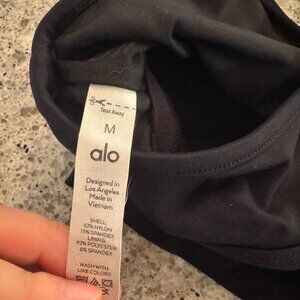 Tear Away
M
alo
Designed in
Los Angeles
Made in
Vietnam
SHELL:
87% NYLON
13% SPANDEX
LINING:
92% POLYESTER
8% SPANDEX
WASH WITH
LIKE COLORS